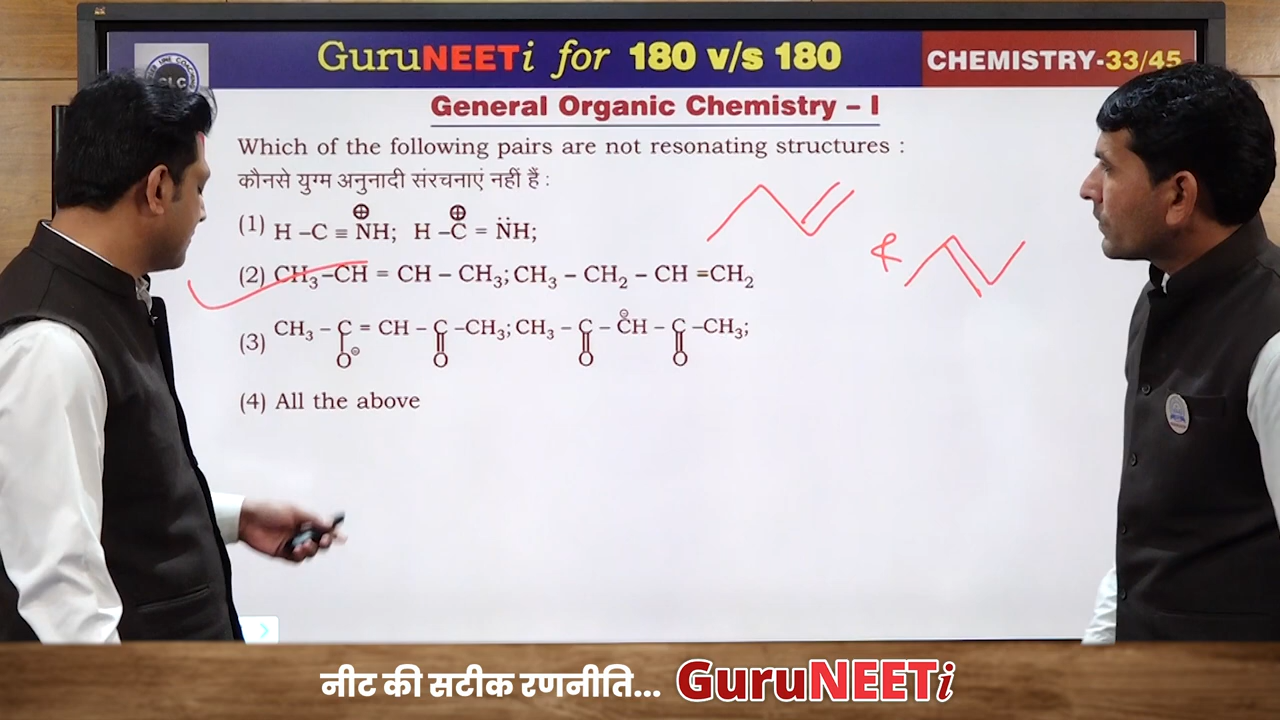 GuruNEETi for 180 v/s 180
CHEMISTRY-33/45
CLC
General Organic Chemistry – I
Which of the following pairs are not resonating structures :
कौनसे युग्म अनुनादी संरचनाएं नहीं हैं :
(1) H –C ≡ N⊕H; H –C⊕ = N̈H;
(2) CH₃–CH = CH – CH₃; CH₃ – CH₂ – CH =CH₂
&
(3) CH₃ – C(–O⊖) = CH – C(=O) –CH₃; CH₃ – C(=O) – C⊖H – C(=O) –CH₃;
(4) All the above
नीट की सटीक रणनीति... GuruNEETi